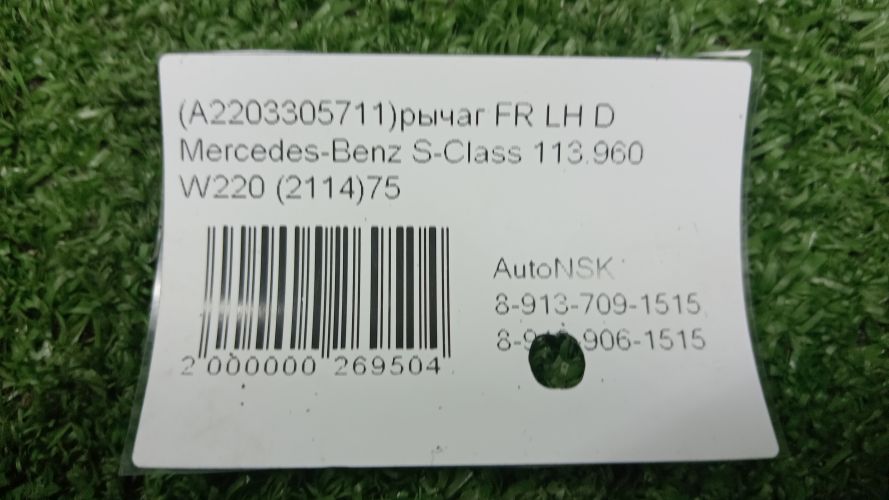 (A2203305711)рычаг FR LH D
Mercedes-Benz S-Class 113.960
W220 (2114)75
AutoNSK
8-913-709-1515
906-1515
2 000000 269504